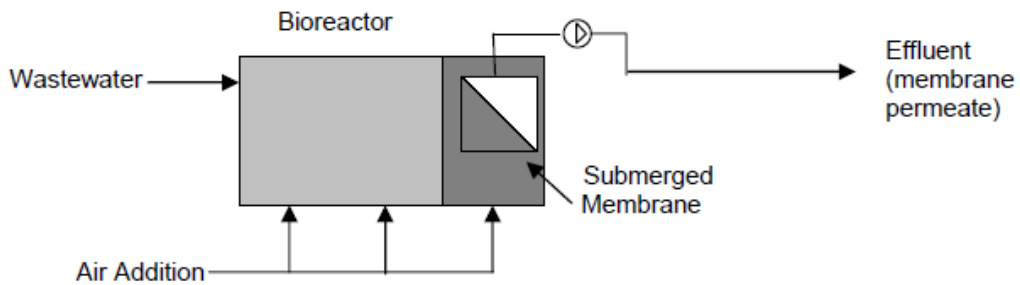 Bioreactor
Wastewater
Effluent
(membrane
permeate)
Submerged
Membrane
Air Addition